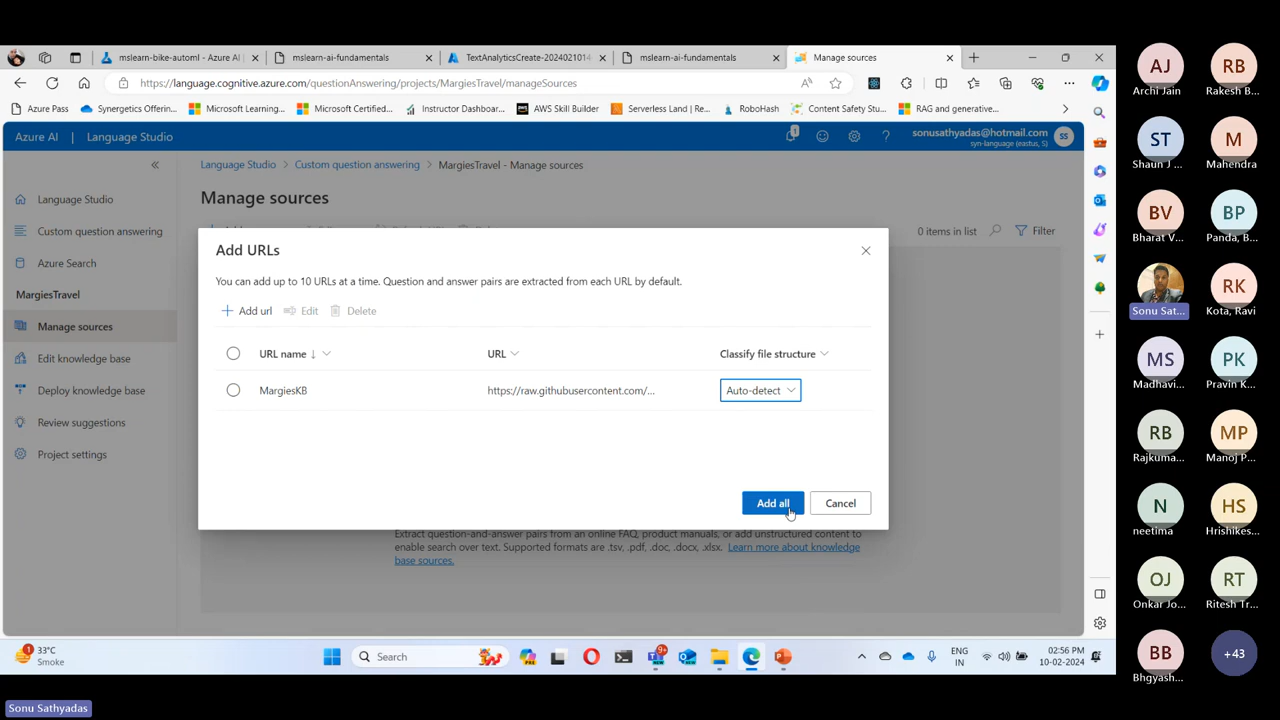 mslearn-bike-automl - Azure AI |
mslearn-ai-fundamentals
TextAnalyticsCreate-2024021014
mslearn-ai-fundamentals
Manage sources
https://language.cognitive.azure.com/questionAnswering/projects/MargiesTravel/manageSources
Azure Pass
Synergetics Offering...
Microsoft Learning...
Microsoft Certified...
Instructor Dashboar...
AWS Skill Builder
Serverless Land | Re...
RoboHash
Content Safety Stu...
RAG and generative...
Azure AI | Language Studio
1
sonusathyadas@hotmail.com
syn-language (eastus, S)
SS
Language Studio
Custom question answering
Azure Search
MargiesTravel
Manage sources
Edit knowledge base
Deploy knowledge base
Review suggestions
Project settings
Language Studio > Custom question answering > MargiesTravel - Manage sources
Manage sources
0 items in list
Filter
Add URLs
You can add up to 10 URLs at a time. Question and answer pairs are extracted from each URL by default.
+ Add url Edit Delete
URL name ↓ URL Classify file structure
MargiesKB https://raw.githubusercontent.com/... Auto-detect
Add all Cancel
Extract question-and-answer pairs from an online FAQ, product manuals, or add unstructured content to
enable search over text. Supported formats are .tsv, .pdf, .doc, .docx, .xlsx. Learn more about knowledge
base sources.
1
33°C
Smoke
Search
9+
ENG
IN
02:56 PM
10-02-2024
Sonu Sathyadas
AJ
Archi Jain
RB
Rakesh B...
ST
Shaun J ...
M
Mahendra
BV
Bharat V...
BP
Panda, B...
Sonu Sat...
RK
Kota, Ravi
MS
Madhavi...
PK
Pravin K...
RB
Rajkuma...
MP
Manoj P...
N
neetima
HS
Hrishikes...
OJ
Onkar Jo...
RT
Ritesh Tr...
BB
Bhgyash...
+43